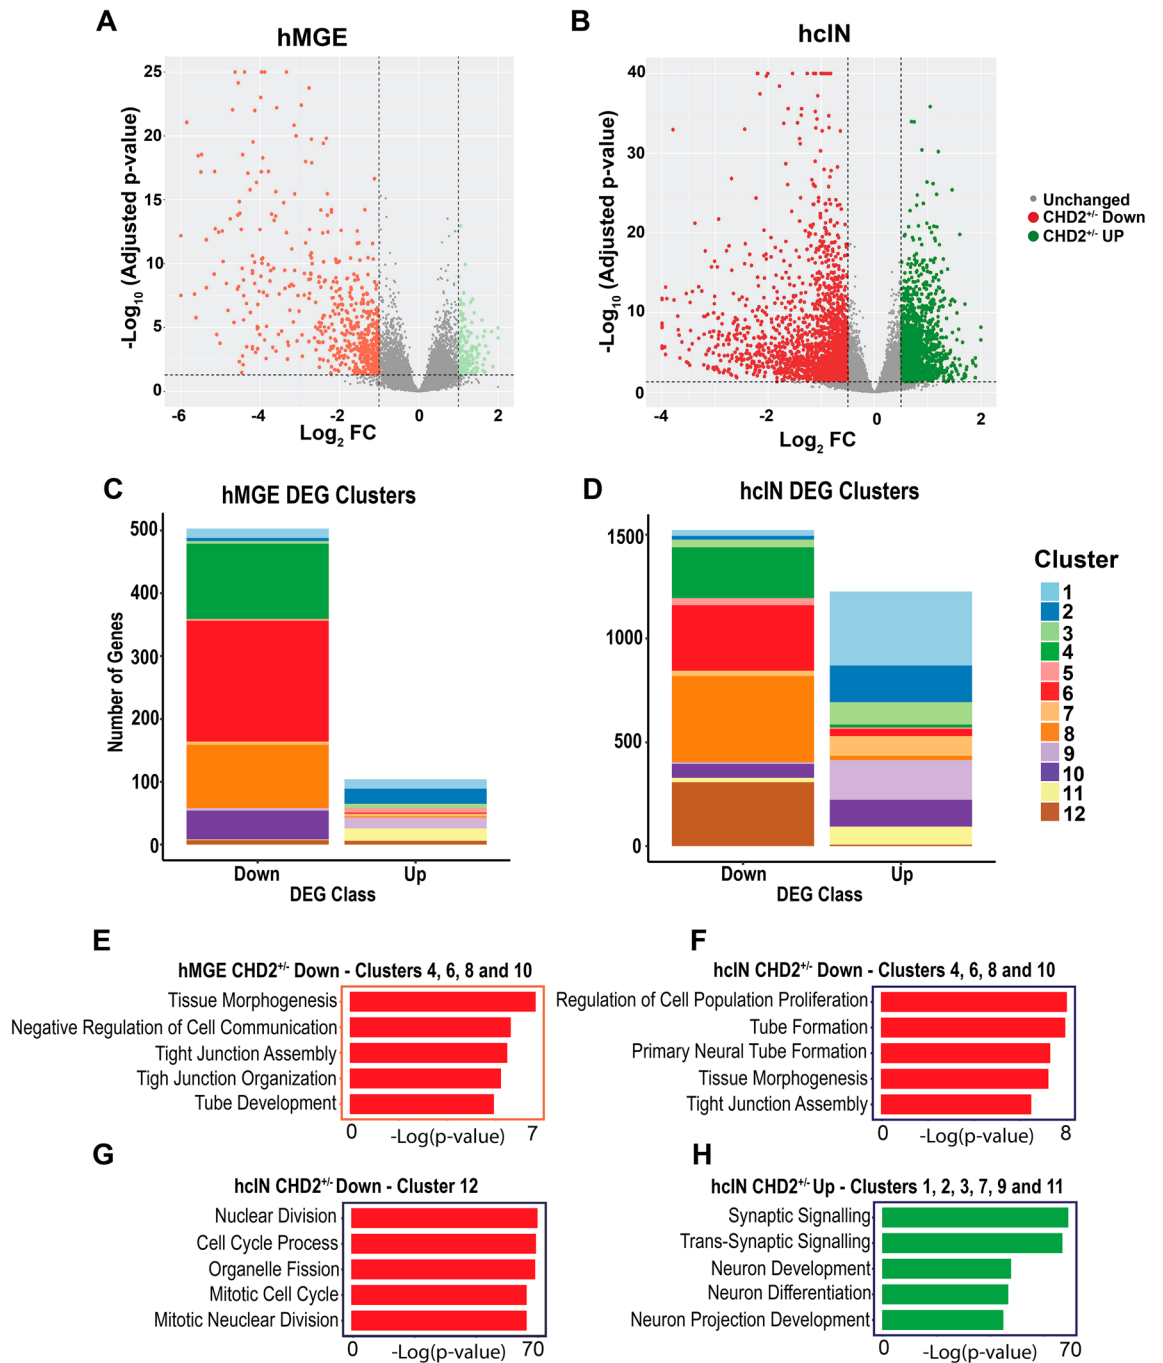 A
hMGE
-Log10 (Adjusted p-value)
25
20
15
10
5
0
-6
-4
-2
0
2
Log2 FC
B
hcIN
-Log10 (Adjusted p-value)
40
30
20
10
0
-4
-2
0
2
Log2 FC
Unchanged
CHD2+/- Down
CHD2+/- UP
C
hMGE DEG Clusters
Number of Genes
500
400
300
200
100
0
Down
Up
DEG Class
D
hcIN DEG Clusters
1500
1000
500
0
Down
Up
DEG Class
Cluster
1
2
3
4
5
6
7
8
9
10
11
12
E
hMGE CHD2+/- Down - Clusters 4, 6, 8 and 10
Tissue Morphogenesis
Negative Regulation of Cell Communication
Tight Junction Assembly
Tigh Junction Organization
Tube Development
0
-Log(p-value)
7
F
hcIN CHD2+/- Down - Clusters 4, 6, 8 and 10
Regulation of Cell Population Proliferation
Tube Formation
Primary Neural Tube Formation
Tissue Morphogenesis
Tight Junction Assembly
0
-Log(p-value)
8
G
hcIN CHD2+/- Down - Cluster 12
Nuclear Division
Cell Cycle Process
Organelle Fission
Mitotic Cell Cycle
Mitotic Neuclear Division
0
-Log(p-value)
70
H
hcIN CHD2+/- Up - Clusters 1, 2, 3, 7, 9 and 11
Synaptic Signalling
Trans-Synaptic Signalling
Neuron Development
Neuron Differentiation
Neuron Projection Development
0
-Log(p-value)
70